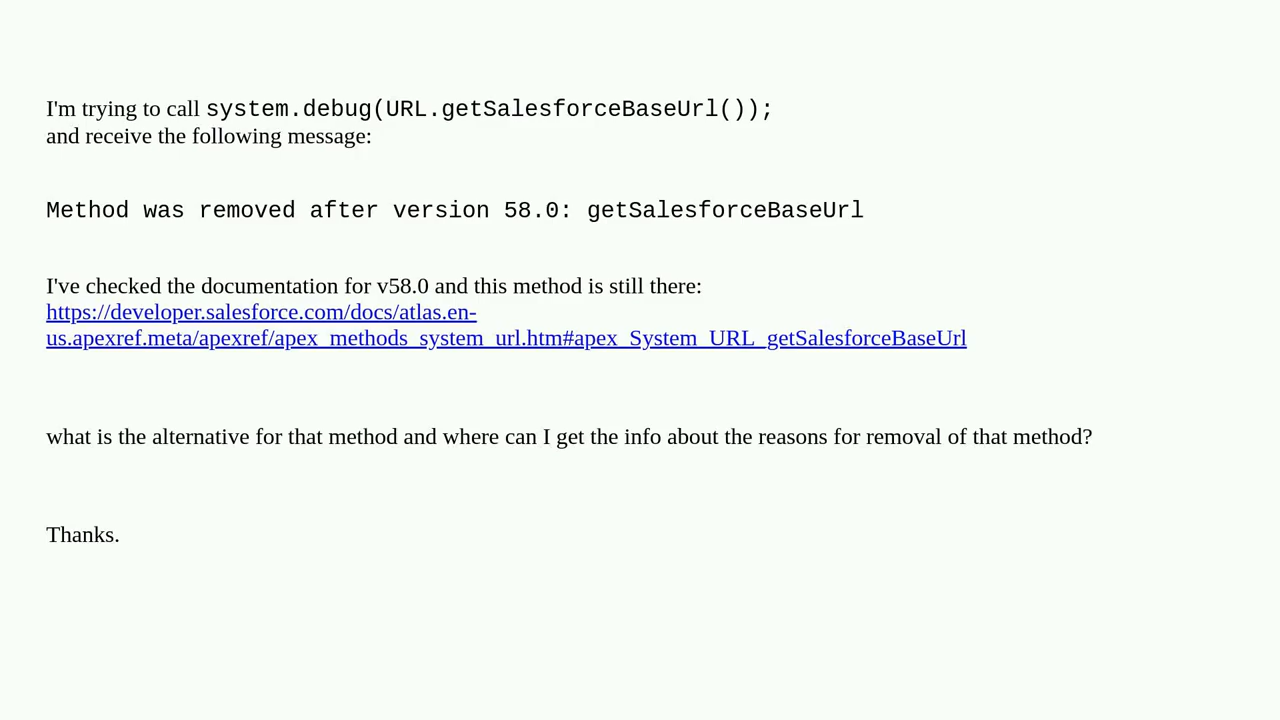 I'm trying to call system.debug(URL.getSalesforceBaseUrl());
and receive the following message:
Method was removed after version 58.0: getSalesforceBaseUrl
I've checked the documentation for v58.0 and this method is still there:
https://developer.salesforce.com/docs/atlas.en-
us.apexref.meta/apexref/apex_methods_system_url.htm#apex_System_URL_getSalesforceBaseUrl
what is the alternative for that method and where can I get the info about the reasons for removal of that method?
Thanks.